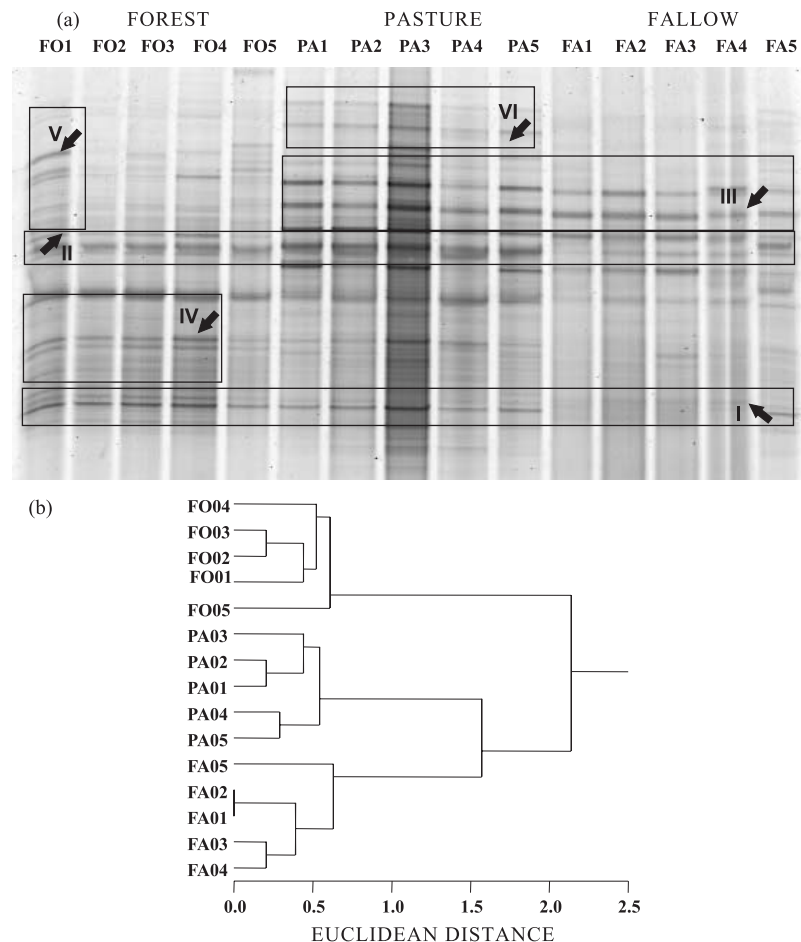 (a) FOREST PASTURE FALLOW
FO1 FO2 FO3 FO4 FO5 PA1 PA2 PA3 PA4 PA5 FA1 FA2 FA3 FA4 FA5
VI
V
III
II
IV
I
(b)
FO04
FO03
FO02
FO01
FO05
PA03
PA02
PA01
PA04
PA05
FA05
FA02
FA01
FA03
FA04
0.0 0.5 1.0 1.5 2.0 2.5
EUCLIDEAN DISTANCE